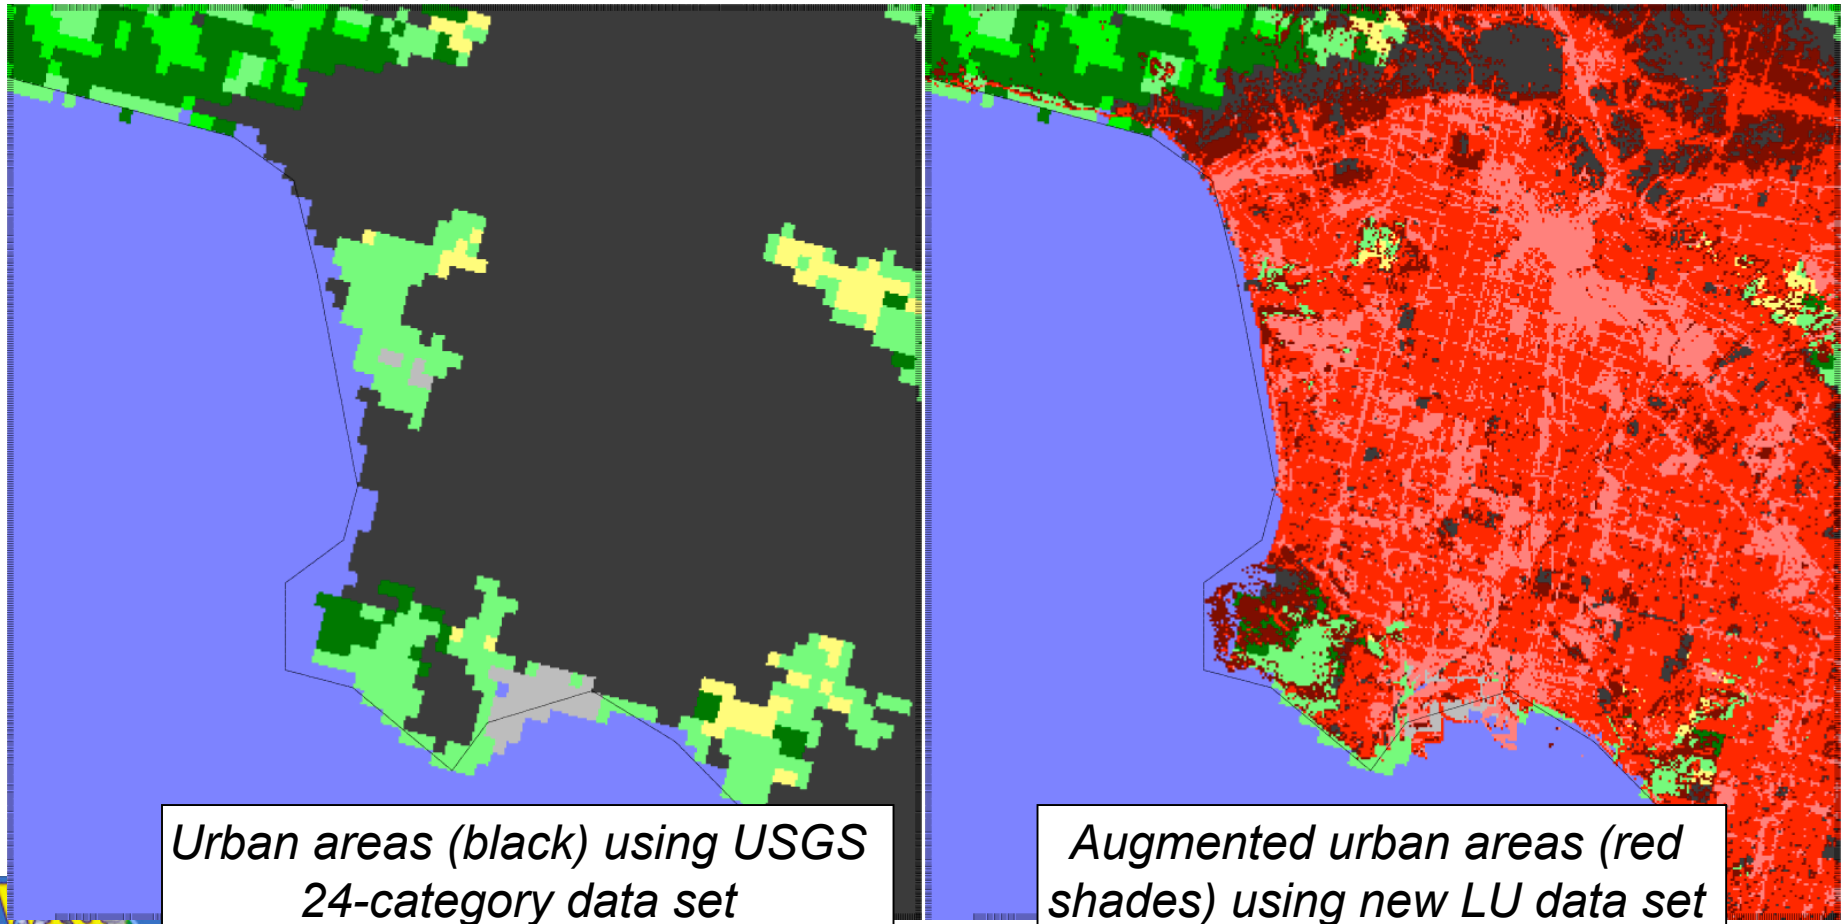 Urban areas (black) using USGS
24-category data set
Augmented urban areas (red
shades) using new LU data set